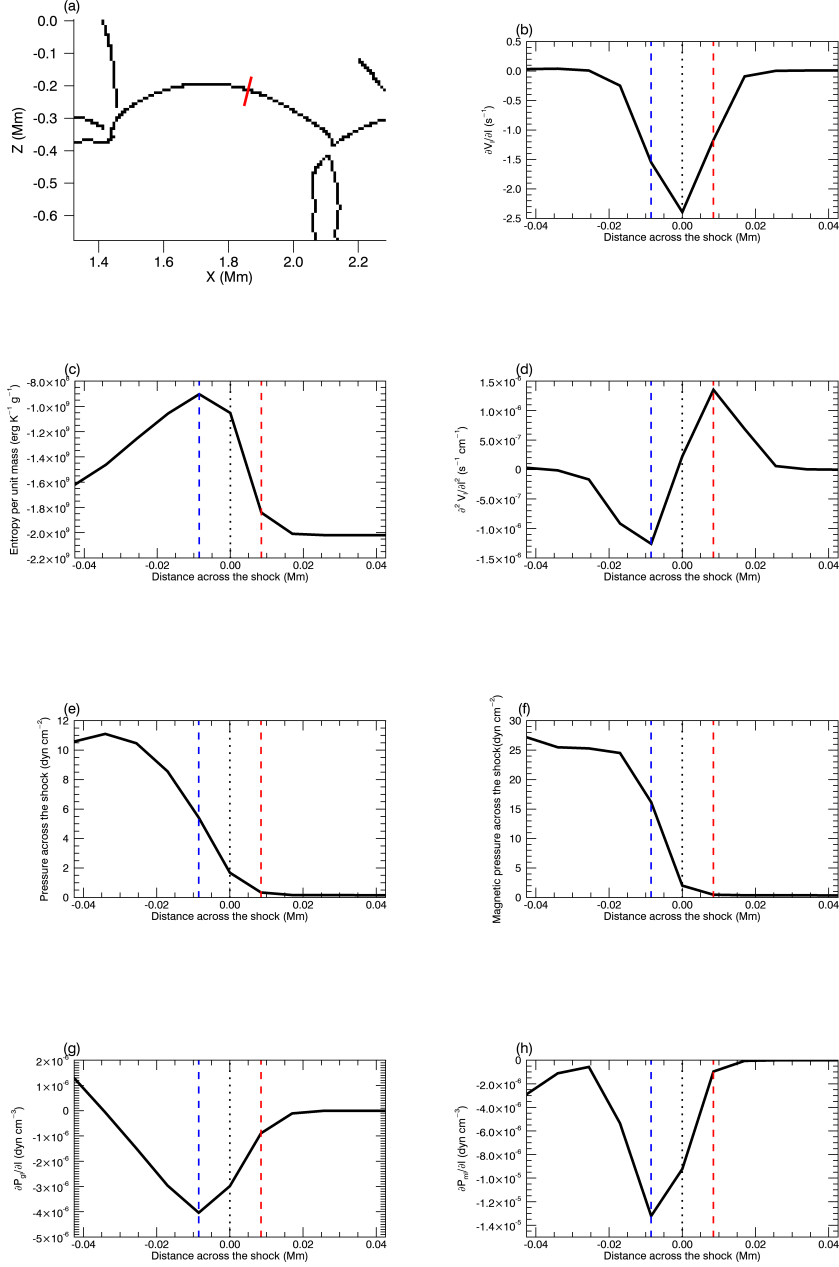 (a)
0.0
-0.1
-0.2
-0.3
-0.4
-0.5
-0.6
Z (Mm)
1.4 1.6 1.8 2.0 2.2
X (Mm)
(b)
0.5
0.0
-0.5
-1.0
-1.5
-2.0
-2.5
∂Vₗ/∂l (s⁻¹)
-0.04 -0.02 0.00 0.02 0.04
Distance across the shock (Mm)
(c)
-8.0×10⁸
-1.0×10⁹
-1.2×10⁹
-1.4×10⁹
-1.6×10⁹
-1.8×10⁹
-2.0×10⁹
-2.2×10⁹
Entropy per unit mass (erg K⁻¹ g⁻¹)
-0.04 -0.02 0.00 0.02 0.04
Distance across the shock (Mm)
(d)
1.5×10⁻⁶
1.0×10⁻⁶
5.0×10⁻⁷
0
-5.0×10⁻⁷
-1.0×10⁻⁶
-1.5×10⁻⁶
∂² Vₗ/∂l² (s⁻¹ cm⁻¹)
-0.04 -0.02 0.00 0.02 0.04
Distance across the shock (Mm)
(e)
12
10
8
6
4
2
0
Pressure across the shock (dyn cm⁻²)
-0.04 -0.02 0.00 0.02 0.04
Distance across the shock (Mm)
(f)
30
25
20
15
10
5
0
Magnetic pressure across the shock(dyn cm⁻²)
-0.04 -0.02 0.00 0.02 0.04
Distance across the shock (Mm)
(g)
2×10⁻⁶
1×10⁻⁶
0
-1×10⁻⁶
-2×10⁻⁶
-3×10⁻⁶
-4×10⁻⁶
-5×10⁻⁶
∂P_g/∂l (dyn cm⁻³)
-0.04 -0.02 0.00 0.02 0.04
Distance across the shock (Mm)
(h)
0
-2.0×10⁻⁶
-4.0×10⁻⁶
-6.0×10⁻⁶
-8.0×10⁻⁶
-1.0×10⁻⁵
-1.2×10⁻⁵
-1.4×10⁻⁵
∂P_m/∂l (dyn cm⁻³)
-0.04 -0.02 0.00 0.02 0.04
Distance across the shock (Mm)